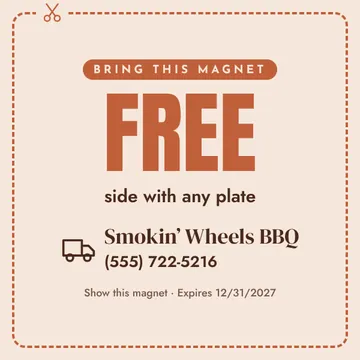 BRING THIS MAGNET
FREE
side with any plate
Smokin’ Wheels BBQ
(555) 722-5216
Show this magnet · Expires 12/31/2027